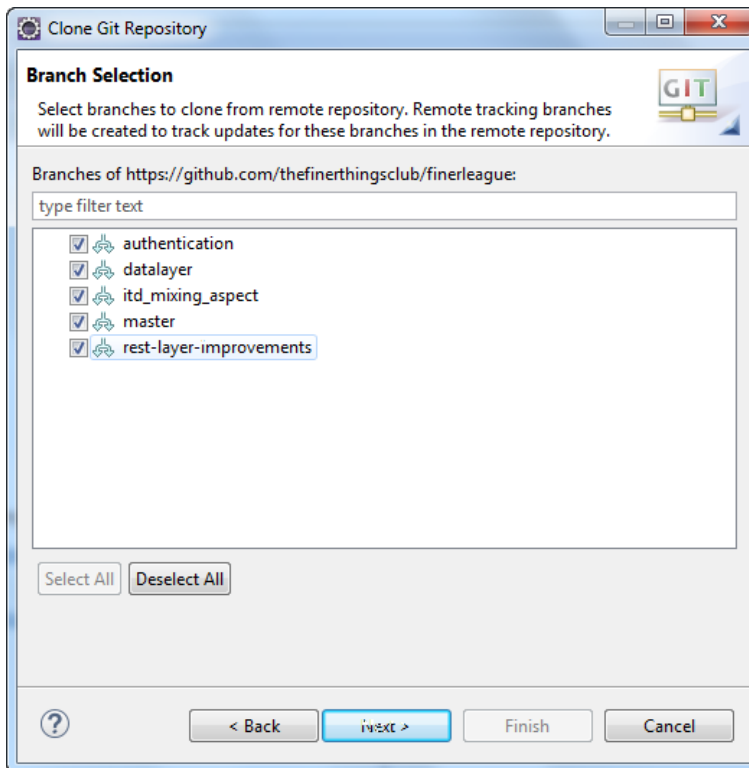 Clone Git Repository
Branch Selection
GIT
Select branches to clone from remote repository. Remote tracking branches
will be created to track updates for these branches in the remote repository.
Branches of https://github.com/thefinerthingsclub/finerleague:
type filter text
authentication
datalayer
itd_mixing_aspect
master
rest-layer-improvements
Select All Deselect All
? < Back Next > Finish Cancel